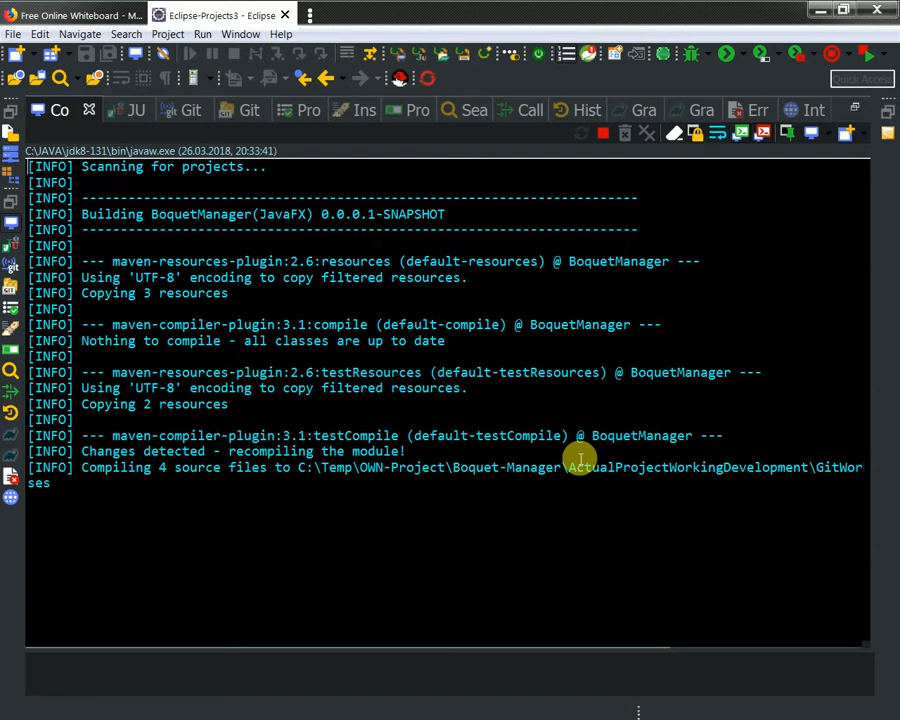 Free Online Whiteboard - M...
Eclipse-Projects3 - Eclipse
File Edit Navigate Search Project Run Window Help
Quick Access
Co JU Git Git Pro Ins Pro Sea Call Hist Gra Gra Err Int
C:\JAVA\jdk8-131\bin\javaw.exe (26.03.2018, 20:33:41)
[INFO] Scanning for projects...
[INFO]
[INFO] ------------------------------------------------------------------------
[INFO] Building BoquetManager(JavaFX) 0.0.0.1-SNAPSHOT
[INFO] ------------------------------------------------------------------------
[INFO]
[INFO] --- maven-resources-plugin:2.6:resources (default-resources) @ BoquetManager ---
[INFO] Using 'UTF-8' encoding to copy filtered resources.
[INFO] Copying 3 resources
[INFO]
[INFO] --- maven-compiler-plugin:3.1:compile (default-compile) @ BoquetManager ---
[INFO] Nothing to compile - all classes are up to date
[INFO]
[INFO] --- maven-resources-plugin:2.6:testResources (default-testResources) @ BoquetManager ---
[INFO] Using 'UTF-8' encoding to copy filtered resources.
[INFO] Copying 2 resources
[INFO]
[INFO] --- maven-compiler-plugin:3.1:testCompile (default-testCompile) @ BoquetManager ---
[INFO] Changes detected - recompiling the module!
[INFO] Compiling 4 source files to C:\Temp\OWN-Project\Boquet-Manager\ActualProjectWorkingDevelopment\GitWor
ses